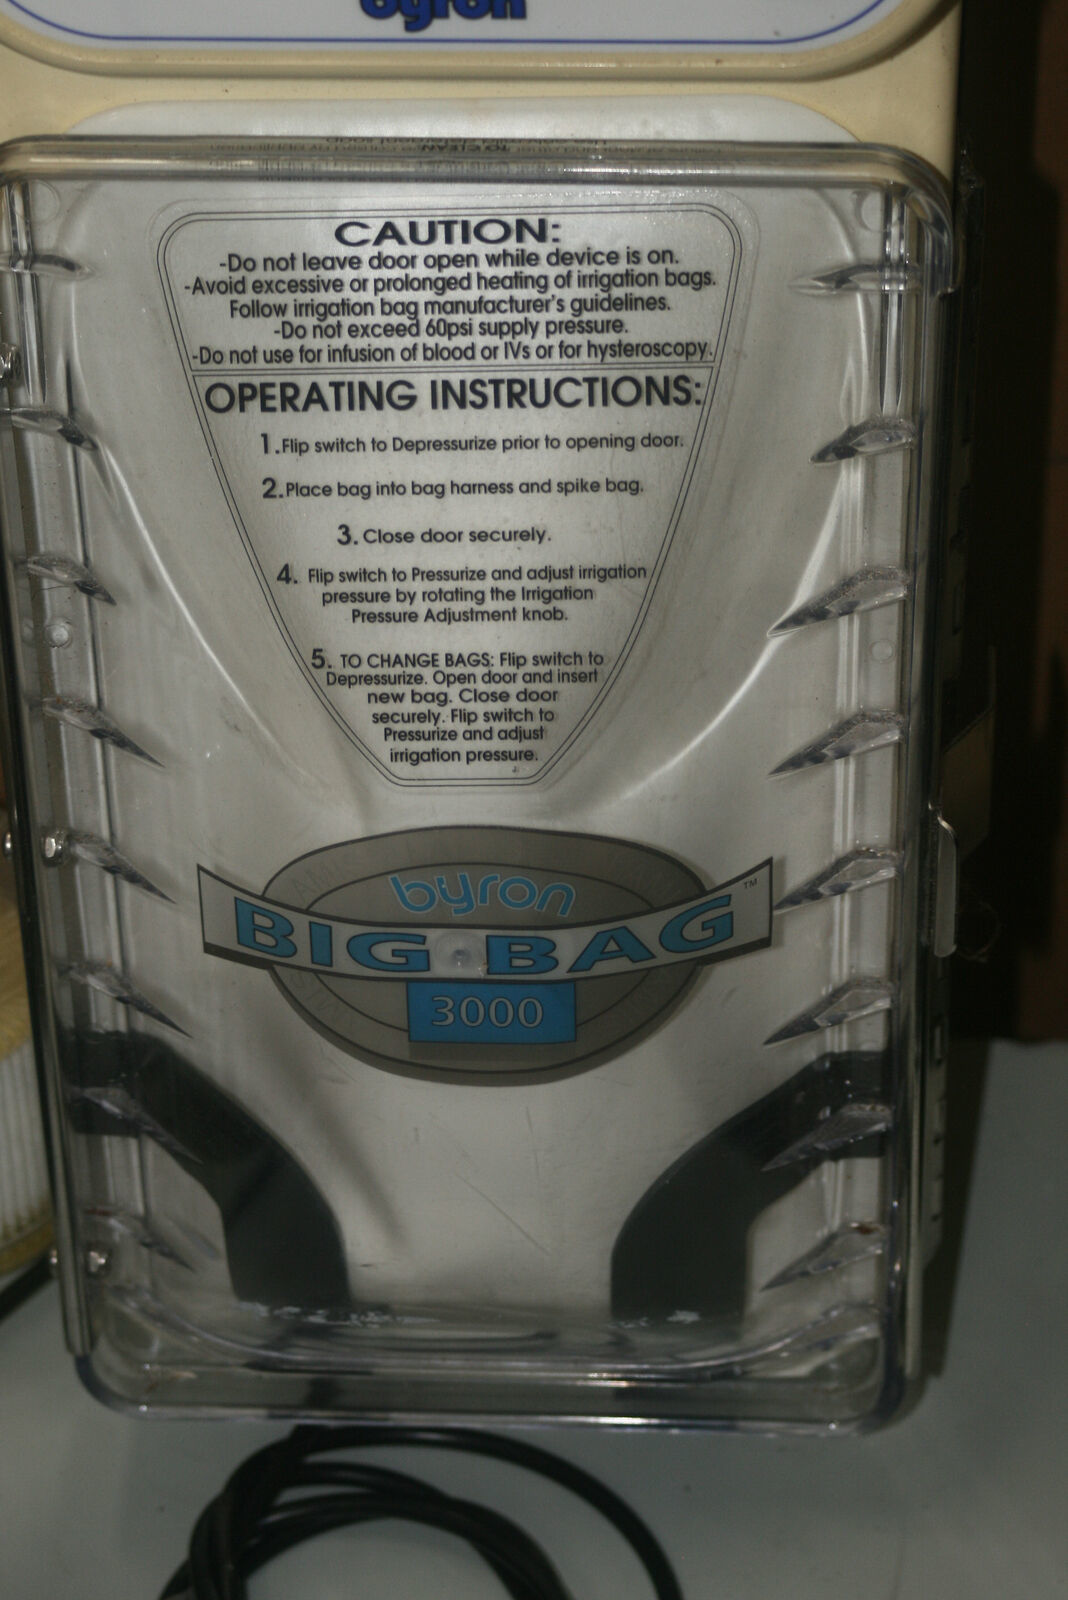 byron
TO CLEAN
CAUTION:
-Do not leave door open while device is on.
-Avoid excessive or prolonged heating of irrigation bags.
Follow irrigation bag manufacturer's guidelines.
-Do not exceed 60psi supply pressure.
-Do not use for infusion of blood or IVs or for hysteroscopy.
OPERATING INSTRUCTIONS:
1. Flip switch to Depressurize prior to opening door.
2. Place bag into bag harness and spike bag.
3. Close door securely.
4. Flip switch to Pressurize and adjust irrigation
pressure by rotating the Irrigation
Pressure Adjustment knob.
5. TO CHANGE BAGS: Flip switch to
Depressurize. Open door and insert
new bag. Close door
securely. Flip switch to
Pressurize and adjust
irrigation pressure.
byron
BIG BAG ™
3000